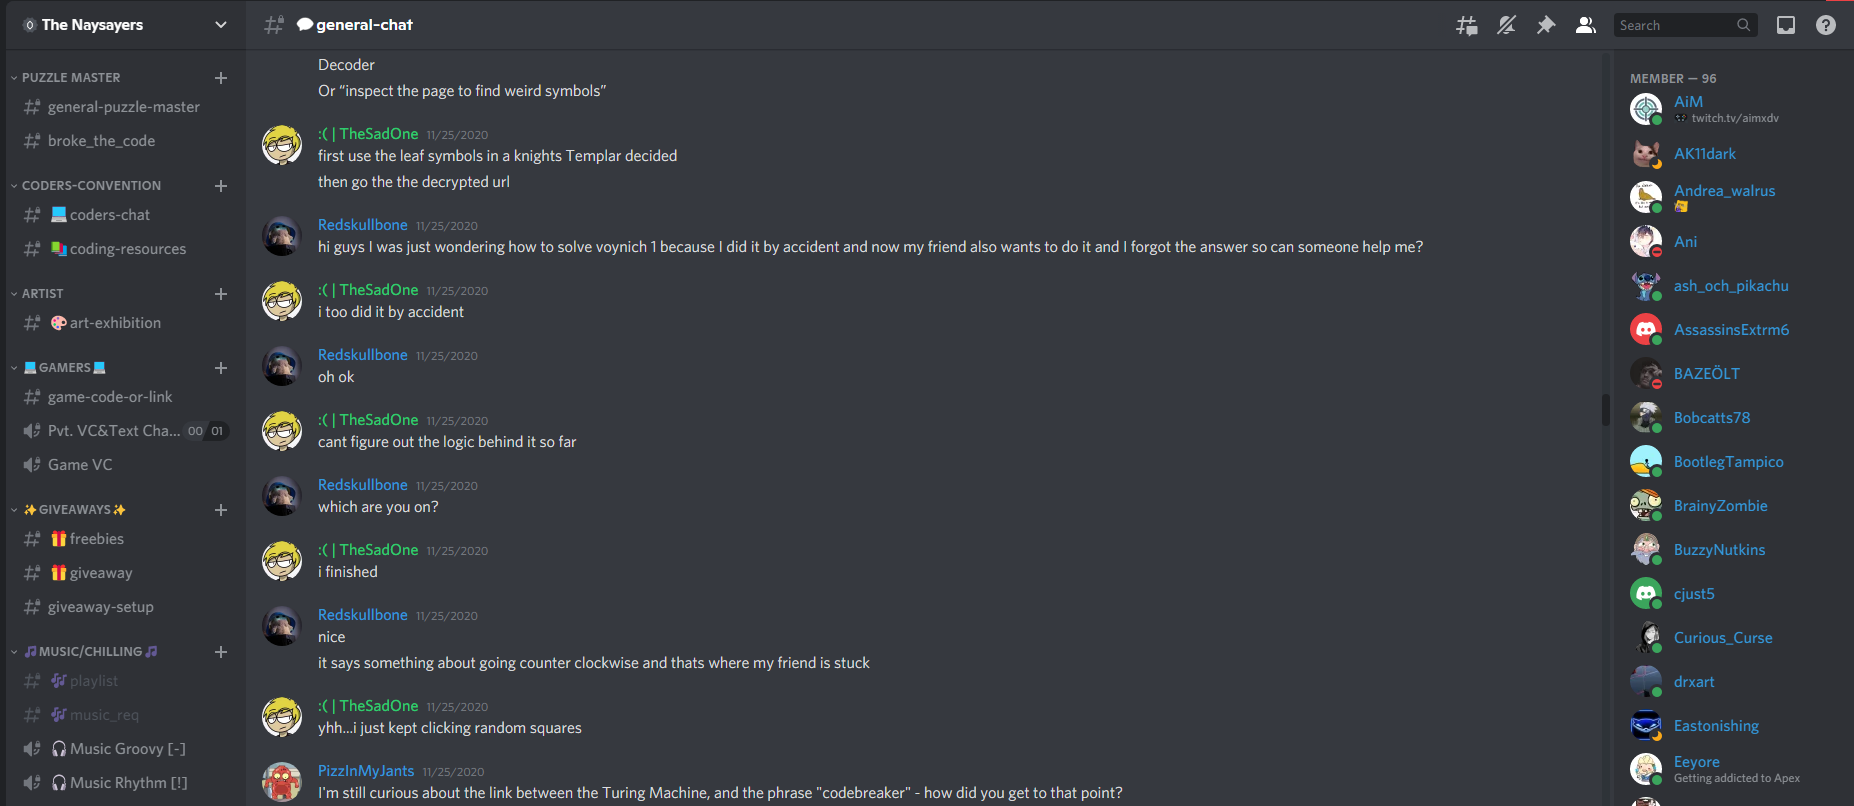 The Naysayers
PUZZLE MASTER
general-puzzle-master
broke_the_code
CODERS-CONVENTION
coders-chat
coding-resources
ARTIST
art-exhibition
GAMERS
game-code-or-link
Pvt. VC&Text Cha... 00 01
Game VC
GIVEAWAYS
freebies
giveaway
giveaway-setup
MUSIC/CHILLING
playlist
music_req
Music Groovy [-]
Music Rhythm [!]
general-chat
Search
Decoder
Or “inspect the page to find weird symbols”
:( | TheSadOne 11/25/2020
first use the leaf symbols in a knights Templar decided
then go the the decrypted url
Redskullbone 11/25/2020
hi guys I was just wondering how to solve voynich 1 because I did it by accident and now my friend also wants to do it and I forgot the answer so can someone help me?
:( | TheSadOne 11/25/2020
i too did it by accident
Redskullbone 11/25/2020
oh ok
:( | TheSadOne 11/25/2020
cant figure out the logic behind it so far
Redskullbone 11/25/2020
which are you on?
:( | TheSadOne 11/25/2020
i finished
Redskullbone 11/25/2020
nice
it says something about going counter clockwise and thats where my friend is stuck
:( | TheSadOne 11/25/2020
yhh...i just kept clicking random squares
PizzInMyJants 11/25/2020
I'm still curious about the link between the Turing Machine, and the phrase "codebreaker" - how did you get to that point?
MEMBER — 96
AiM
twitch.tv/aimxdv
AK11dark
Andrea_walrus
Ani
ash_och_pikachu
AssassinsExtrm6
BAZEÖLT
Bobcatts78
BootlegTampico
BrainyZombie
BuzzyNutkins
cjust5
Curious_Curse
drxart
Eastonishing
Eeyore
Getting addicted to Apex